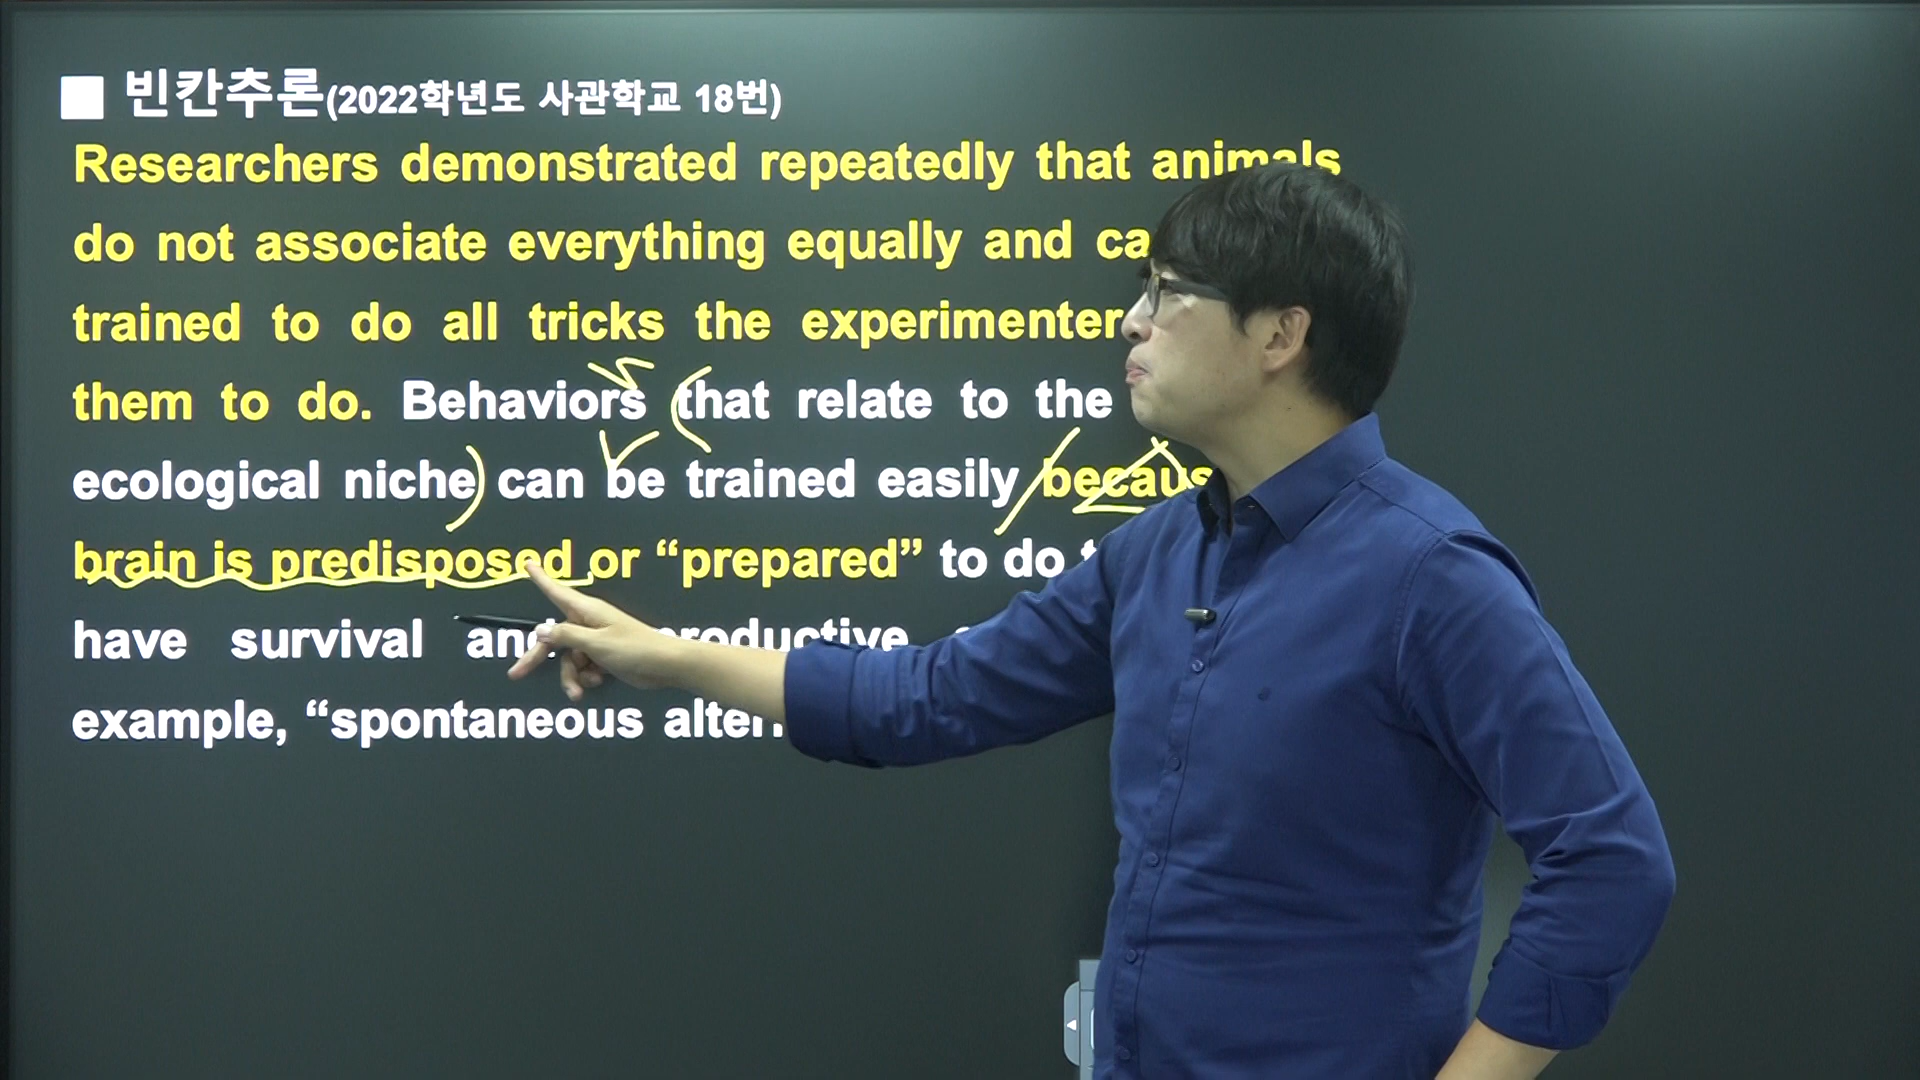 ■ 빈칸추론(2022학년도 사관학교 18번)
Researchers demonstrated repeatedly that animals
do not associate everything equally and
trained to do all tricks the experimenter
them to do. Behaviors that relate to the
ecological niche can be trained easily
brain is predisposed or “prepared” to do
have survival and
example, “spontaneous